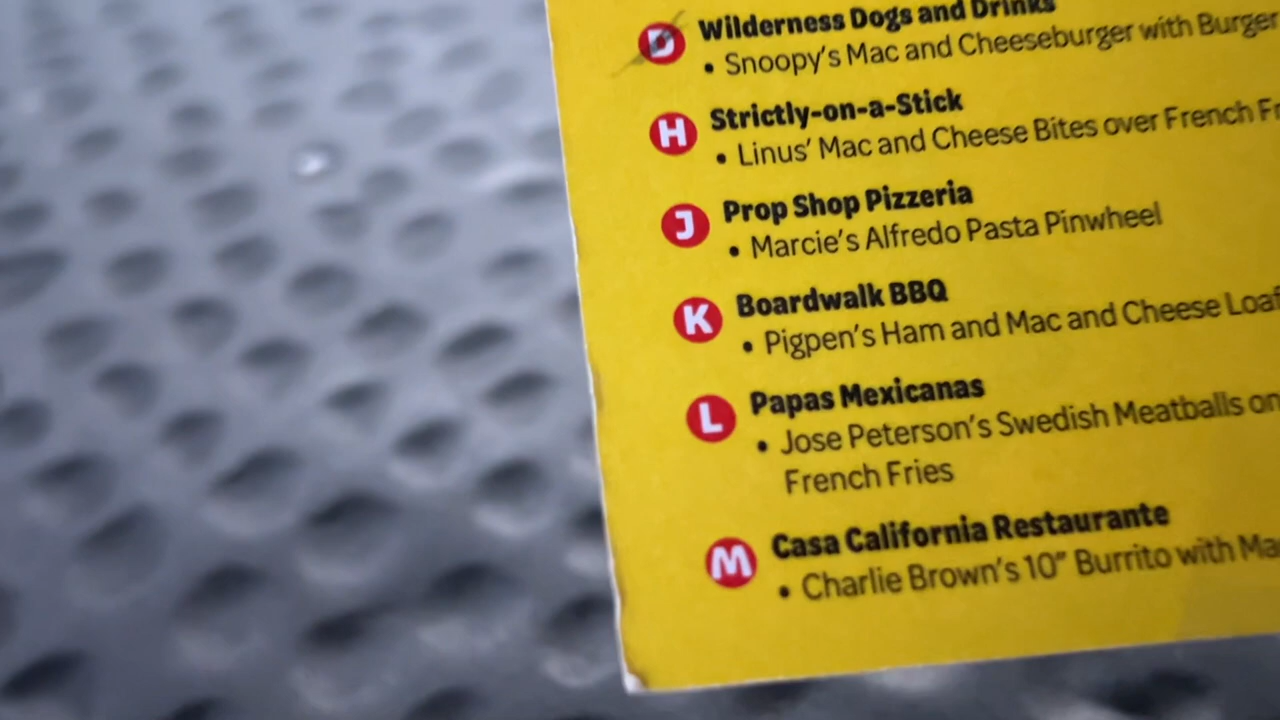 D Wilderness Dogs and Drinks
• Snoopy's Mac and Cheeseburger with Burger
H Strictly-on-a-Stick
• Linus' Mac and Cheese Bites over French
J Prop Shop Pizzeria
• Marcie's Alfredo Pasta Pinwheel
K Boardwalk BBQ
• Pigpen's Ham and Mac and Cheese Loaf
L Papas Mexicanas
• Jose Peterson's Swedish Meatballs on
French Fries
M Casa California Restaurante
• Charlie Brown's 10" Burrito with